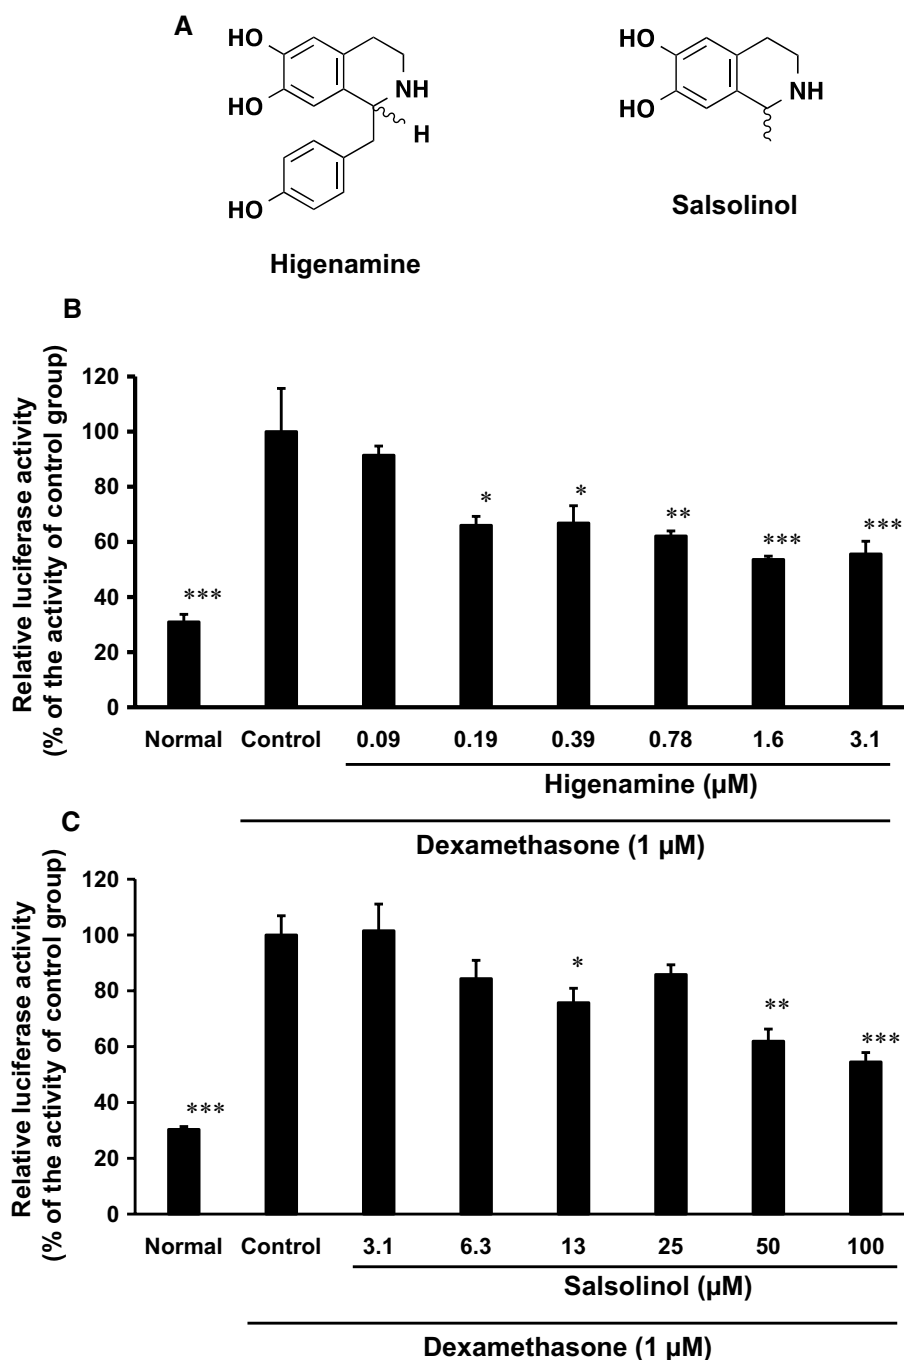 A
HO
HO
NH
H
HO
Higenamine
HO
HO
NH
Salsolinol
B
Relative luciferase activity
(% of the activity of control group)
120
100
80
60
40
20
0
***
*
*
**
***
***
Normal Control 0.09 0.19 0.39 0.78 1.6 3.1
Higenamine (µM)
Dexamethasone (1 µM)
C
Relative luciferase activity
(% of the activity of control group)
120
100
80
60
40
20
0
***
*
**
***
Normal Control 3.1 6.3 13 25 50 100
Salsolinol (µM)
Dexamethasone (1 µM)